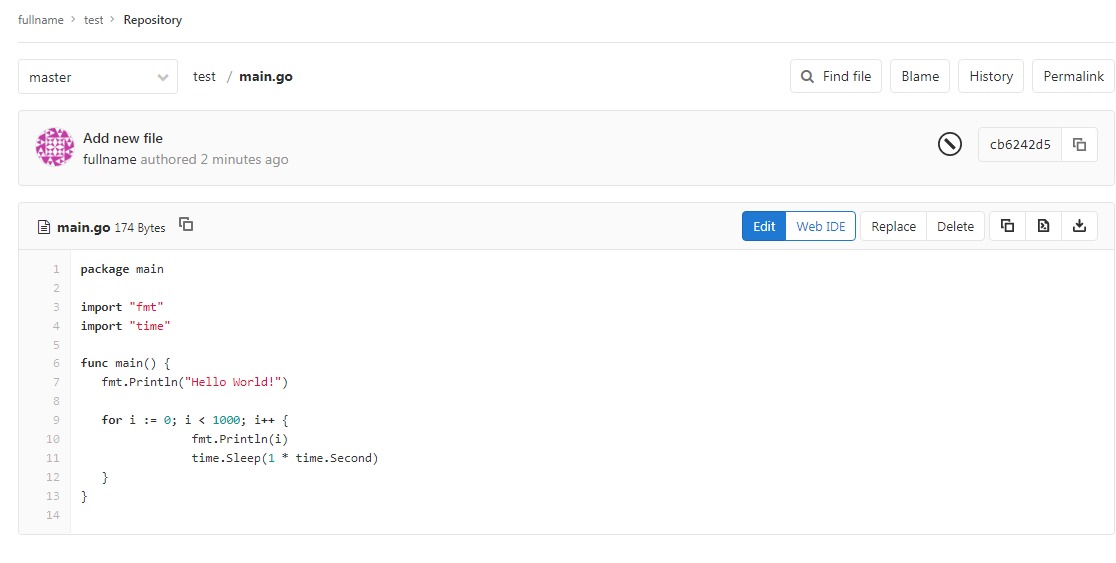 fullname > test > Repository
master
test / main.go
Find file
Blame
History
Permalink
Add new file
fullname authored 2 minutes ago
cb6242d5
main.go 174 Bytes
Edit
Web IDE
Replace
Delete
1 package main
2
3 import "fmt"
4 import "time"
5
6 func main() {
7    fmt.Println("Hello World!")
8
9    for i := 0; i < 1000; i++ {
10                 fmt.Println(i)
11                 time.Sleep(1 * time.Second)
12    }
13 }
14